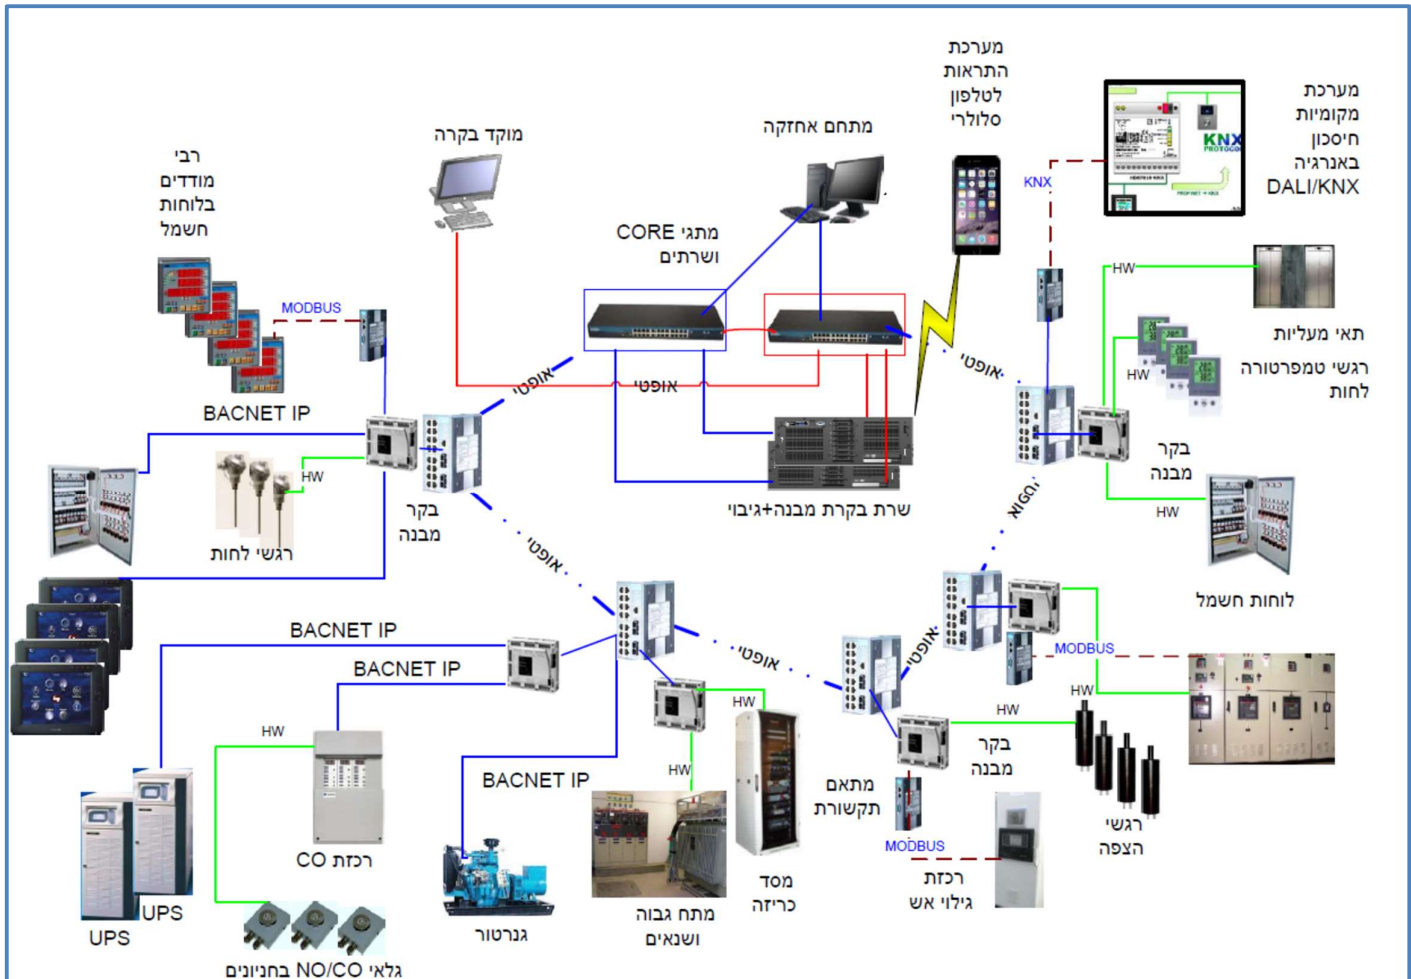 מערכת
התראות
לטלפון
סלולרי
מערכת
מקומיות
חיסכון
באנרגיה
DALI/KNX
KNX
PROTOCOL
PROFINET → KNX
מתחם אחזקה
מוקד בקרה
רבי
מודדים
בלוחות
חשמל
מתגי CORE
ושרתים
KNX
HW
MODBUS
תאי מעליות
רגשי טמפרטורה
לחות
HW
אופטי
אופטי
אופטי
BACNET IP
HW
בקר
מבנה
בקר
מבנה
HW
שרת בקרת מבנה+גיבוי
אופטי
רגשי לחות
אופטי
לוחות חשמל
BACNET IP
BACNET IP
אופטי
אופטי
MODBUS
HW
HW
HW
HW
HW
בקר
מבנה
BACNET IP
מתאם
תקשורת
רגשי
הצפה
MODBUS
רכזת CO
מסד
כריזה
רכזת
גילוי אש
UPS
UPS
גנרטור
מתח גבוה
ושנאים
גלאי NO/CO בחניונים